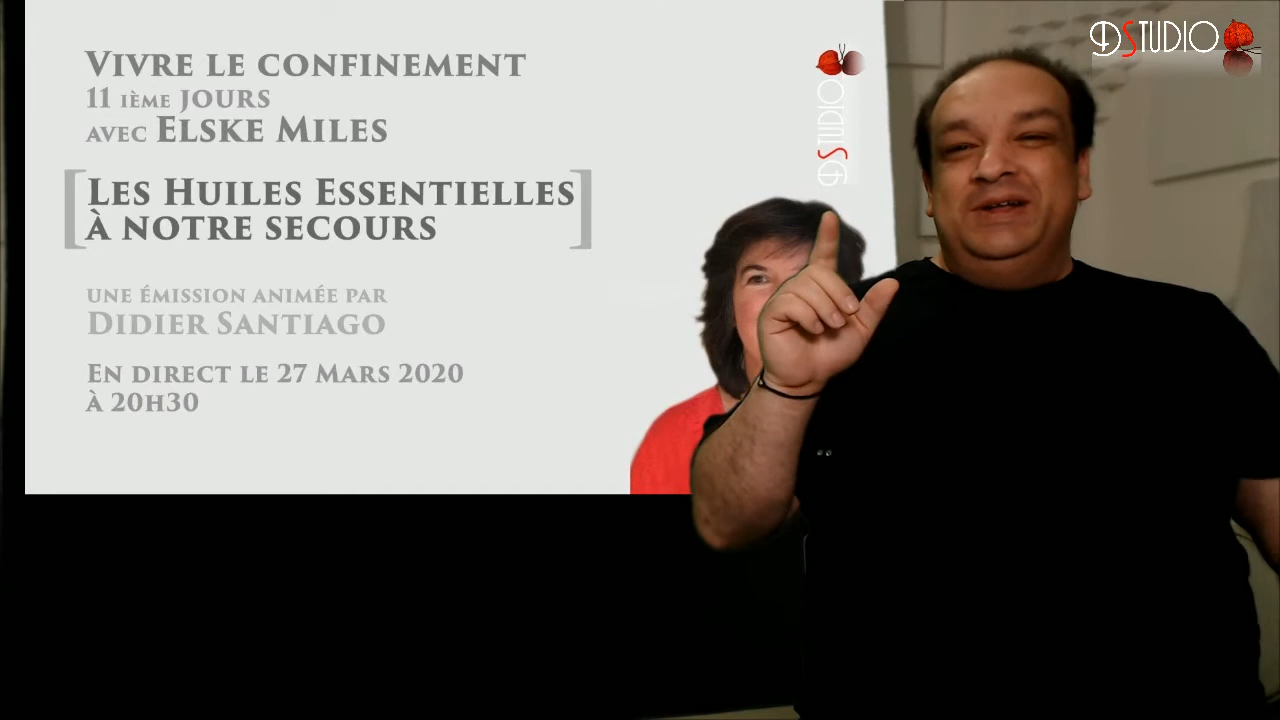 VIVRE LE CONFINEMENT
11 IÈME JOURS
AVEC ELSKE MILES
[LES HUILES ESSENTIELLES
À NOTRE SECOURS]
UNE ÉMISSION ANIMÉE PAR
DIDIER SANTIAGO
EN DIRECT LE 27 MARS 2020
À 20H30
DSTUDIO
DSTUDIO